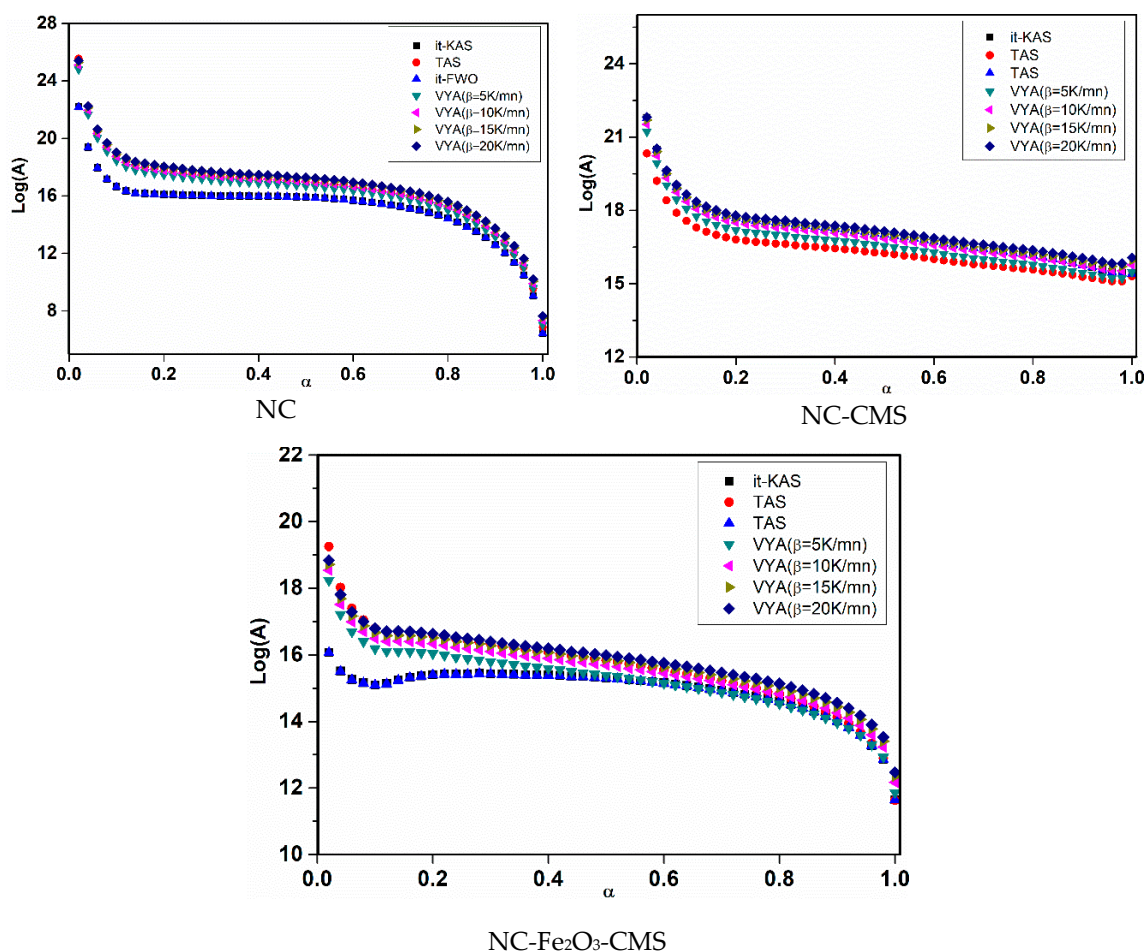 28
24
20
16
12
8
Log(A)
it-KAS
TAS
it-FWO
VYA(β=5K/mn)
VYA(β–10K/mn)
VYA(β=15K/mn)
VYA(β–20K/mn)
0.0 0.2 0.4 0.6 0.8 1.0
α
NC
24
21
18
15
12
Log(A)
it-KAS
TAS
TAS
VYA(β=5K/mn)
VYA(β=10K/mn)
VYA(β=15K/mn)
VYA(β=20K/mn)
0.0 0.2 0.4 0.6 0.8 1.0
α
NC-CMS
22
20
18
16
14
12
10
Log(A)
it-KAS
TAS
TAS
VYA(β=5K/mn)
VYA(β=10K/mn)
VYA(β=15K/mn)
VYA(β=20K/mn)
0.0 0.2 0.4 0.6 0.8 1.0
α
NC-Fe₂O₃-CMS